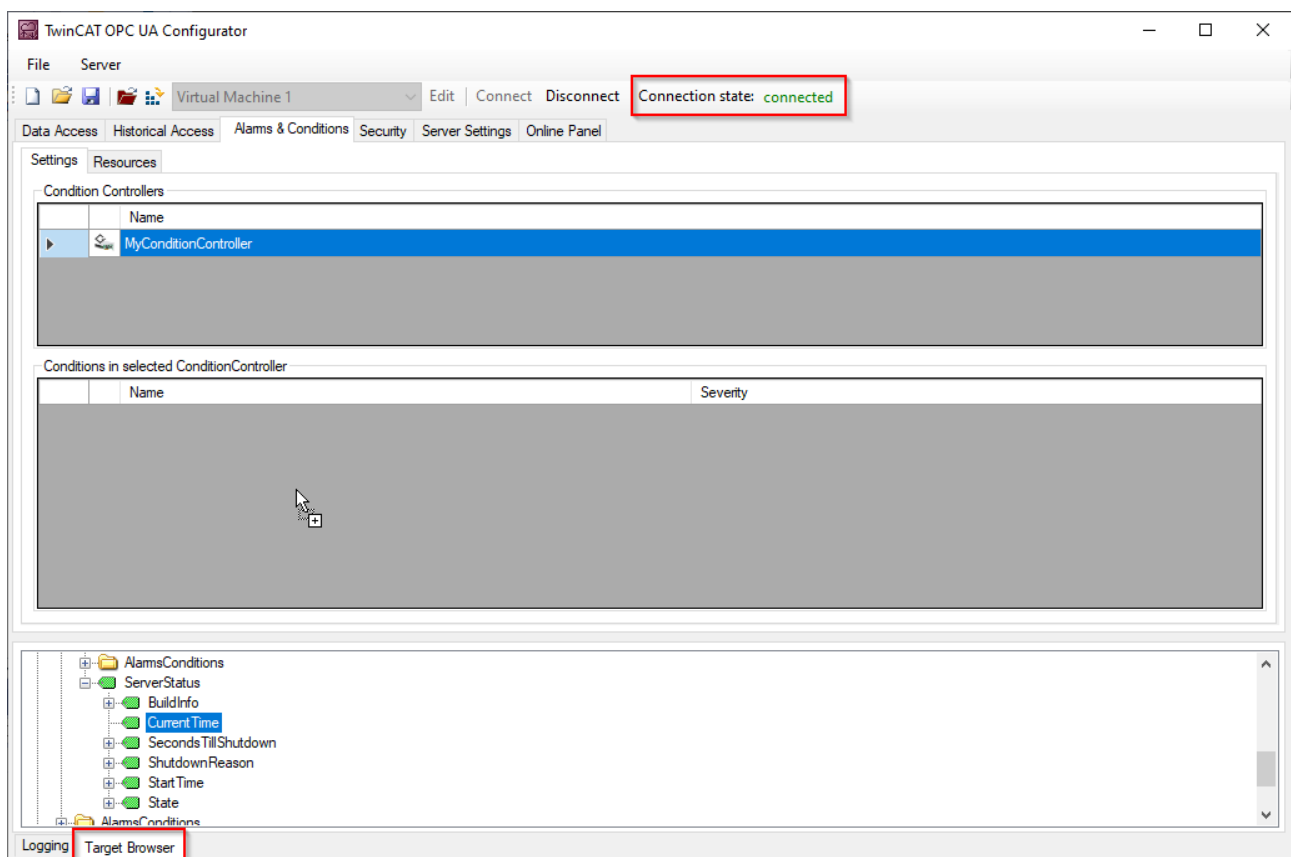 TwinCAT OPC UA Configurator
File Server
Virtual Machine 1 Edit Connect Disconnect Connection state: connected
Data Access Historical Access Alarms & Conditions Security Server Settings Online Panel
Settings Resources
Condition Controllers
Name
MyConditionController
Conditions in selected ConditionController
Name Severity
AlarmsConditions
ServerStatus
BuildInfo
CurrentTime
SecondsTillShutdown
ShutdownReason
StartTime
State
AlarmsConditions
Logging Target Browser